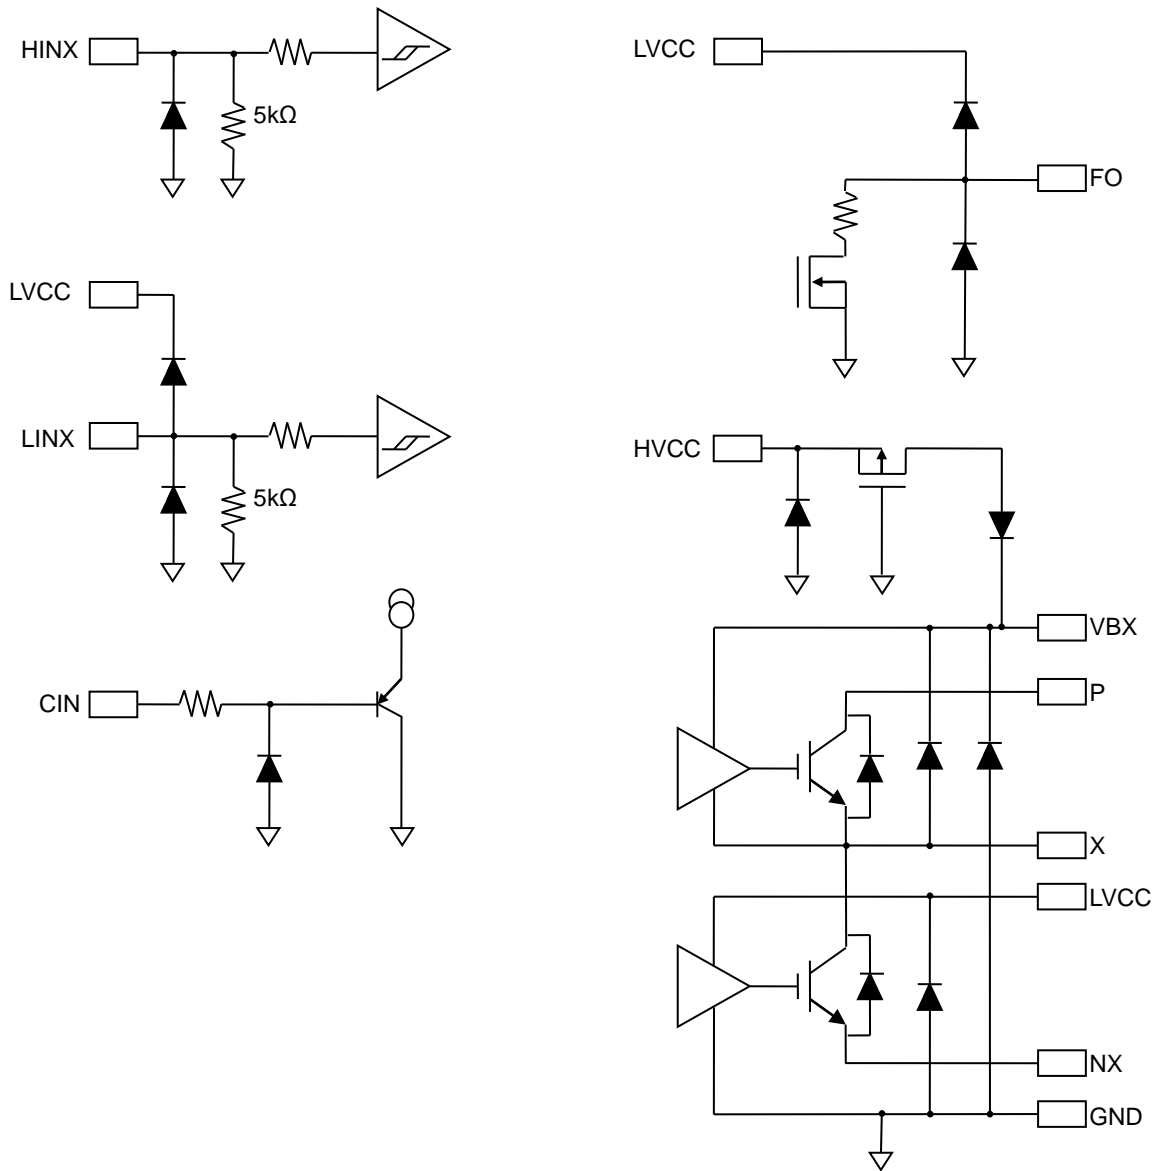 HINX
5kΩ
LVCC
LINX
5kΩ
CIN
LVCC
FO
HVCC
VBX
P
X
LVCC
NX
GND